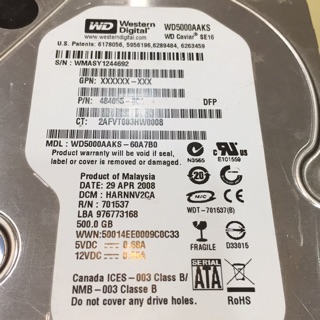 WD Western Digital
www.westerndigital.com
WD5000AAKS
WD Caviar SE16
U.S. Patents: 6178056, 5956196,6289484, 6263459
S/N: WMASY1244692
GPN: XXXXXX-XXX
P/N:
DFP
CT: 2AFVT003HW0008
MDL: WD5000AAKS-60A7B0
Product warranty will be void if seal,
label/cover is removed or damaged.
N3565
E101559
Product of Malaysia
DATE: 29 APR 2008
DCM: HARNNV2CA
R/N: 701537
LBA 976773168
500.0 GB
WWN:50014EE0009C0C33
5VDC
12VDC
20
WDT-701537(B)
FRAGILE
D33015
Canada ICES-003 Class B/
NMB-003 Classe B
Do not cover any drive holes.
SERIAL
SATA
RoHS